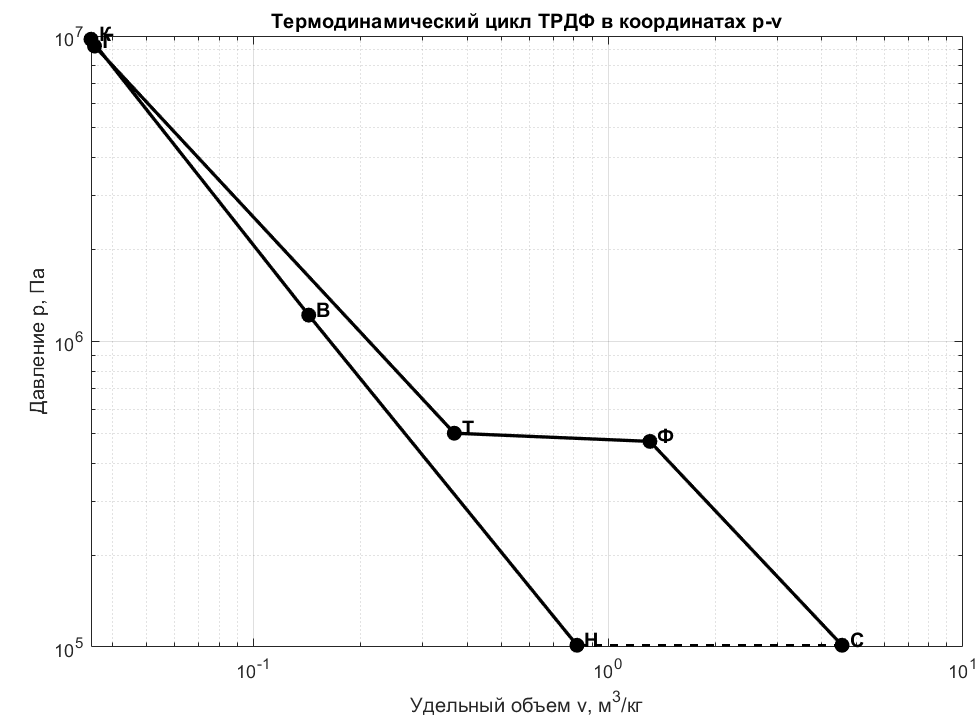 Термодинамический цикл ТРДФ в координатах p-v
10^7
К
Г
Давление p, Па
В
10^6
Т
Ф
Н
С
10^5
10^-1
10^0
10^1
Удельный объем v, м^3/кг